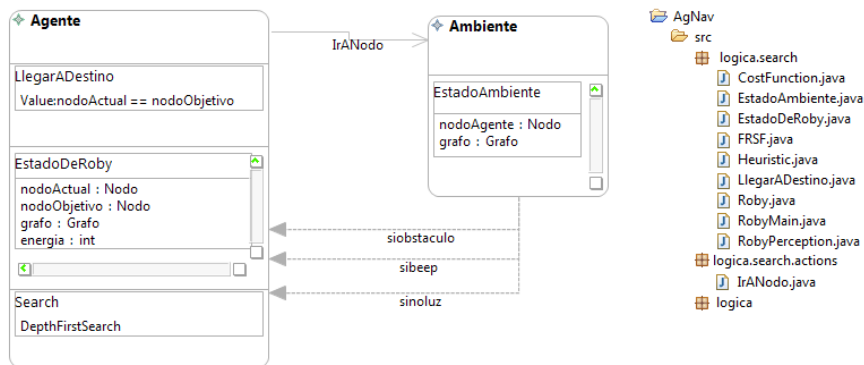 Agente
LlegarADestino
Value:nodoActual == nodoObjetivo
EstadoDeRoby
nodoActual : Nodo
nodoObjetivo : Nodo
grafo : Grafo
energia : int
Search
DepthFirstSearch
IrANodo
Ambiente
EstadoAmbiente
nodoAgente : Nodo
grafo : Grafo
siobstaculo
sibeep
sinoluz
AgNav
src
logica.search
CostFunction.java
EstadoAmbiente.java
EstadoDeRoby.java
FRSF.java
Heuristic.java
LlegarADestino.java
Roby.java
RobyMain.java
RobyPerception.java
logica.search.actions
IrANodo.java
logica